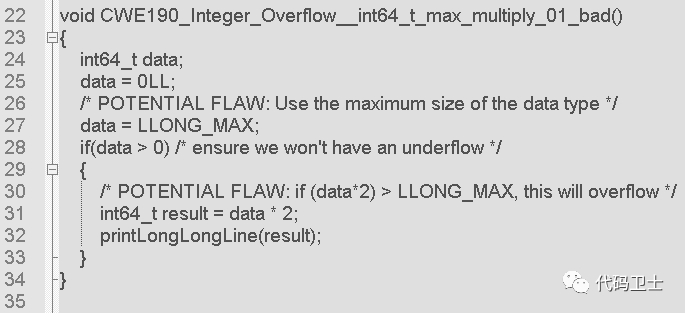 22 void CWE190_Integer_Overflow__int64_t_max_multiply_01_bad()
23 {
24 int64_t data;
25 data = 0LL;
26 /* POTENTIAL FLAW: Use the maximum size of the data type */
27 data = LLONG_MAX;
28 if(data > 0) /* ensure we won't have an underflow */
29 {
30 /* POTENTIAL FLAW: if (data*2) > LLONG_MAX, this will overflow */
31 int64_t result = data * 2;
32 printLongLongLine(result);
33 }
34 }
35
代码卫士